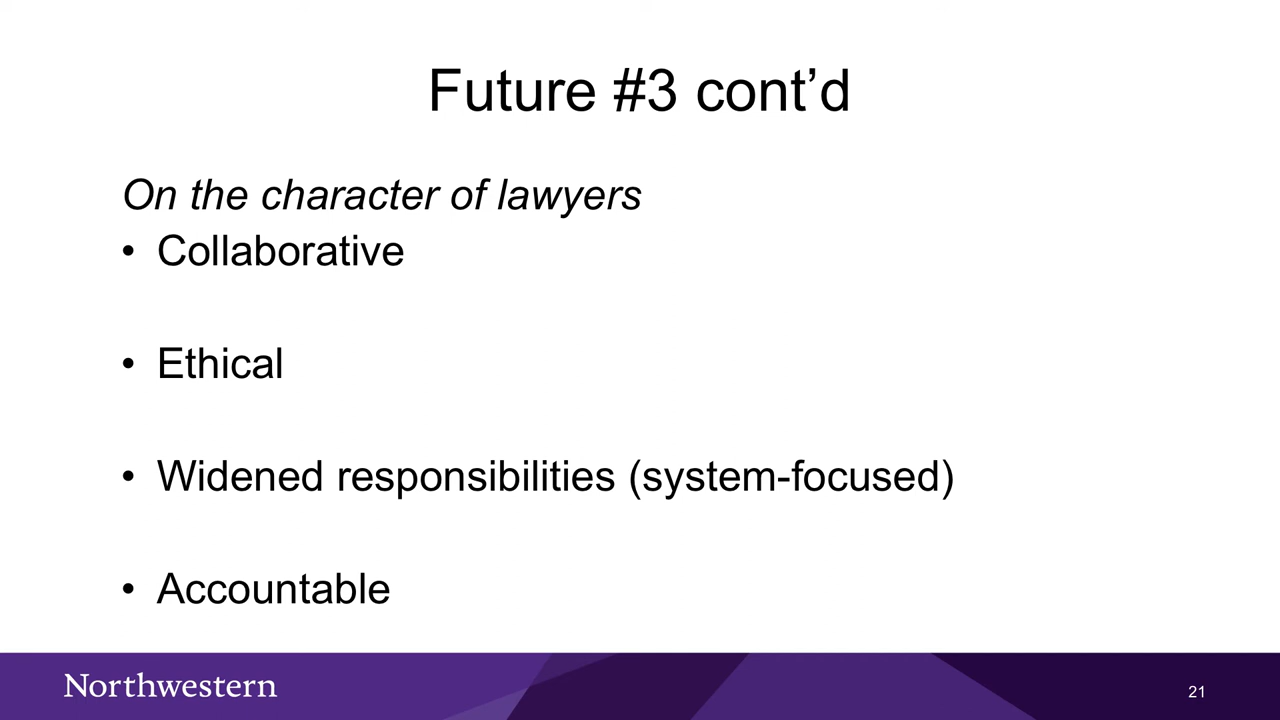 Future #3 cont’d
On the character of lawyers
• Collaborative
• Ethical
• Widened responsibilities (system-focused)
• Accountable
Northwestern
21